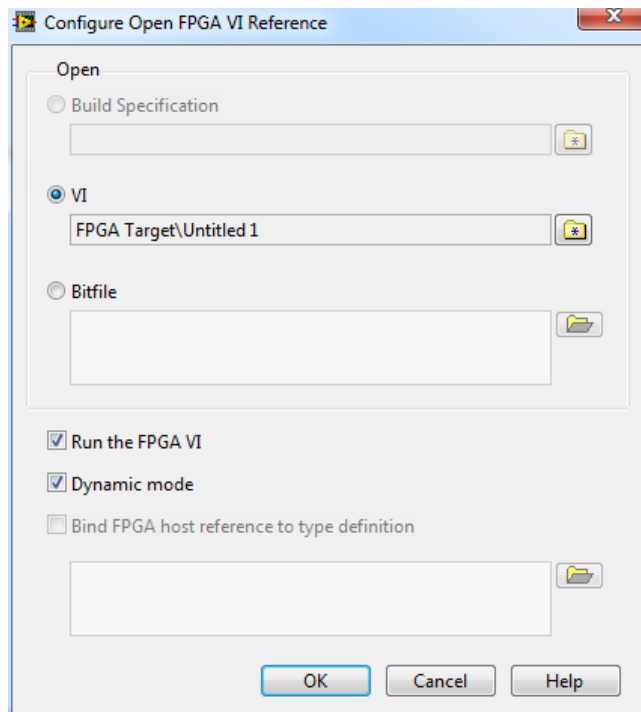 Configure Open FPGA VI Reference
Open
Build Specification
VI
FPGA Target\Untitled 1
Bitfile
Run the FPGA VI
Dynamic mode
Bind FPGA host reference to type definition
OK
Cancel
Help